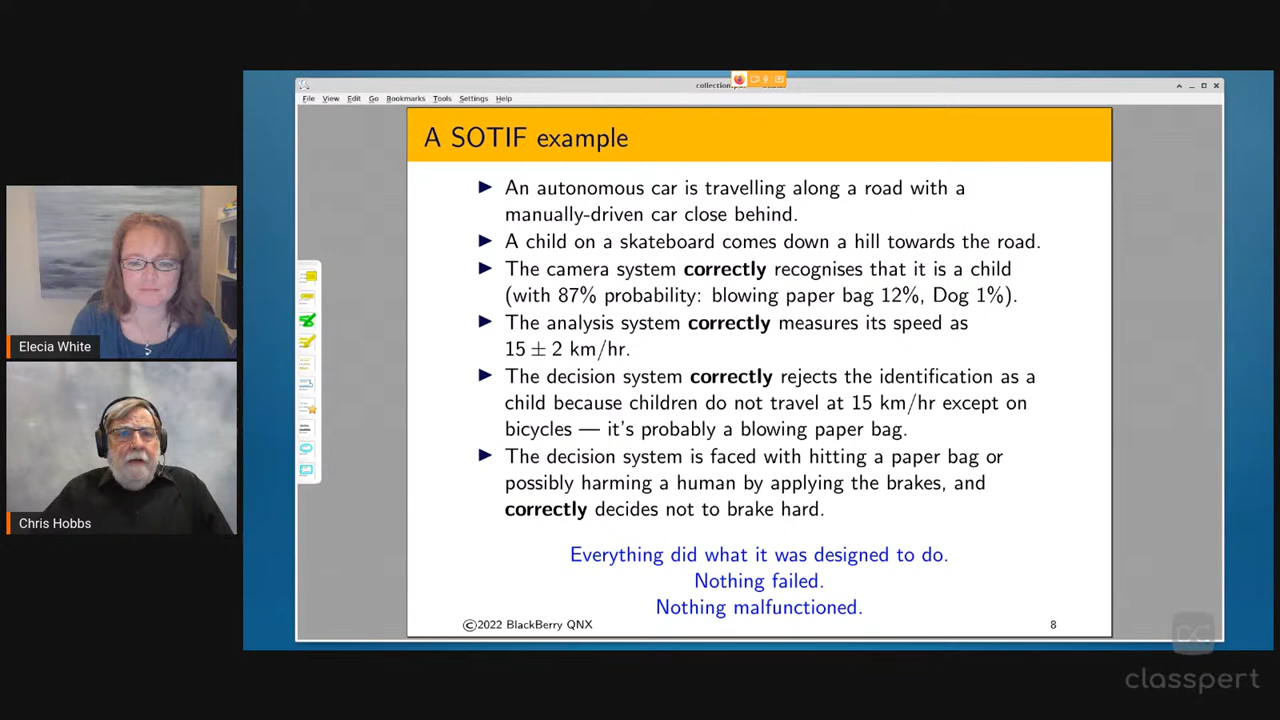 collection.p
File View Edit Go Bookmarks Tools Settings Help
A SOTIF example
▶ An autonomous car is travelling along a road with a
manually-driven car close behind.
▶ A child on a skateboard comes down a hill towards the road.
▶ The camera system correctly recognises that it is a child
(with 87% probability: blowing paper bag 12%, Dog 1%).
▶ The analysis system correctly measures its speed as
15 ± 2 km/hr.
▶ The decision system correctly rejects the identification as a
child because children do not travel at 15 km/hr except on
bicycles — it's probably a blowing paper bag.
▶ The decision system is faced with hitting a paper bag or
possibly harming a human by applying the brakes, and
correctly decides not to brake hard.
Everything did what it was designed to do.
Nothing failed.
Nothing malfunctioned.
©2022 BlackBerry QNX
8
Elecia White
Chris Hobbs
classpert